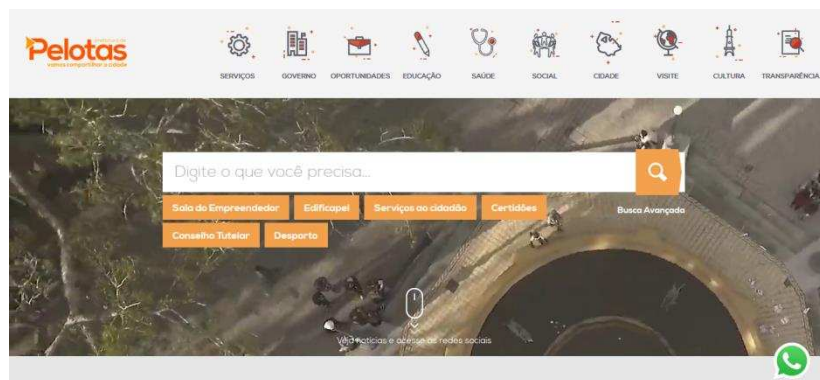 Pelotas
vamos compartilhar a cidade
SERVIÇOS GOVERNO OPORTUNIDADES EDUCAÇÃO SAÚDE SOCIAL CIDADE VISITE CULTURA TRANSPARÊNCIA
Digite o que você precisa...
Sala do Empreendedor Edificapel Serviços ao cidadão Certidões Busca Avançada
Conselho Tutelar Desporto
Veja notícias e acesse as redes sociais